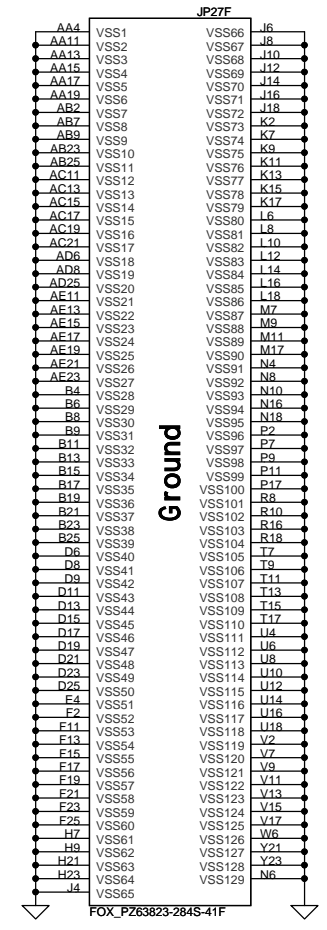 JP27F
AA4 VSS1 VSS66 J6
AA11 VSS2 VSS67 J8
AA13 VSS3 VSS68 J10
AA15 VSS4 VSS69 J12
AA17 VSS5 VSS70 J14
AA19 VSS6 VSS71 J16
AB2 VSS7 VSS72 J18
AB7 VSS8 VSS73 K2
AB9 VSS9 VSS74 K7
AB23 VSS10 VSS75 K9
AB25 VSS11 VSS76 K11
AC11 VSS12 VSS77 K13
AC13 VSS13 VSS78 K15
AC15 VSS14 VSS79 K17
AC17 VSS15 VSS80 L6
AC19 VSS16 VSS81 L8
AC21 VSS17 VSS82 L10
AD6 VSS18 VSS83 L12
AD8 VSS19 VSS84 L14
AD25 VSS20 VSS85 L16
AE11 VSS21 VSS86 L18
AE13 VSS22 VSS87 M7
AE15 VSS23 VSS88 M9
AE17 VSS24 VSS89 M11
AE19 VSS25 VSS90 M17
AE21 VSS26 VSS91 N4
AE23 VSS27 VSS92 N8
B4 VSS28 VSS93 N10
B6 VSS29 VSS94 N16
B8 VSS30 VSS95 N18
B9 VSS31 VSS96 P2
B11 VSS32 VSS97 P7
B13 VSS33 VSS98 P9
B15 VSS34 VSS99 P11
B17 VSS35 VSS100 P17
B19 VSS36 VSS101 R8
B21 VSS37 VSS102 R10
B23 VSS38 VSS103 R16
B25 VSS39 VSS104 R18
D6 VSS40 VSS105 T7
D8 VSS41 VSS106 T9
D9 VSS42 VSS107 T11
D11 VSS43 VSS108 T13
D13 VSS44 VSS109 T15
D15 VSS45 VSS110 T17
D17 VSS46 VSS111 U4
D19 VSS47 VSS112 U6
D21 VSS48 VSS113 U8
D23 VSS49 VSS114 U10
D25 VSS50 VSS115 U12
F4 VSS51 VSS116 U14
F2 VSS52 VSS117 U16
F11 VSS53 VSS118 U18
F13 VSS54 VSS119 V2
F15 VSS55 VSS120 V7
F17 VSS56 VSS121 V9
F19 VSS57 VSS122 V11
F21 VSS58 VSS123 V13
F23 VSS59 VSS124 V15
F25 VSS60 VSS125 V17
H7 VSS61 VSS126 W6
H9 VSS62 VSS127 Y21
H21 VSS63 VSS128 Y23
H23 VSS64 VSS129 N6
J4 VSS65
Ground
FOX_PZ63823-284S-41F